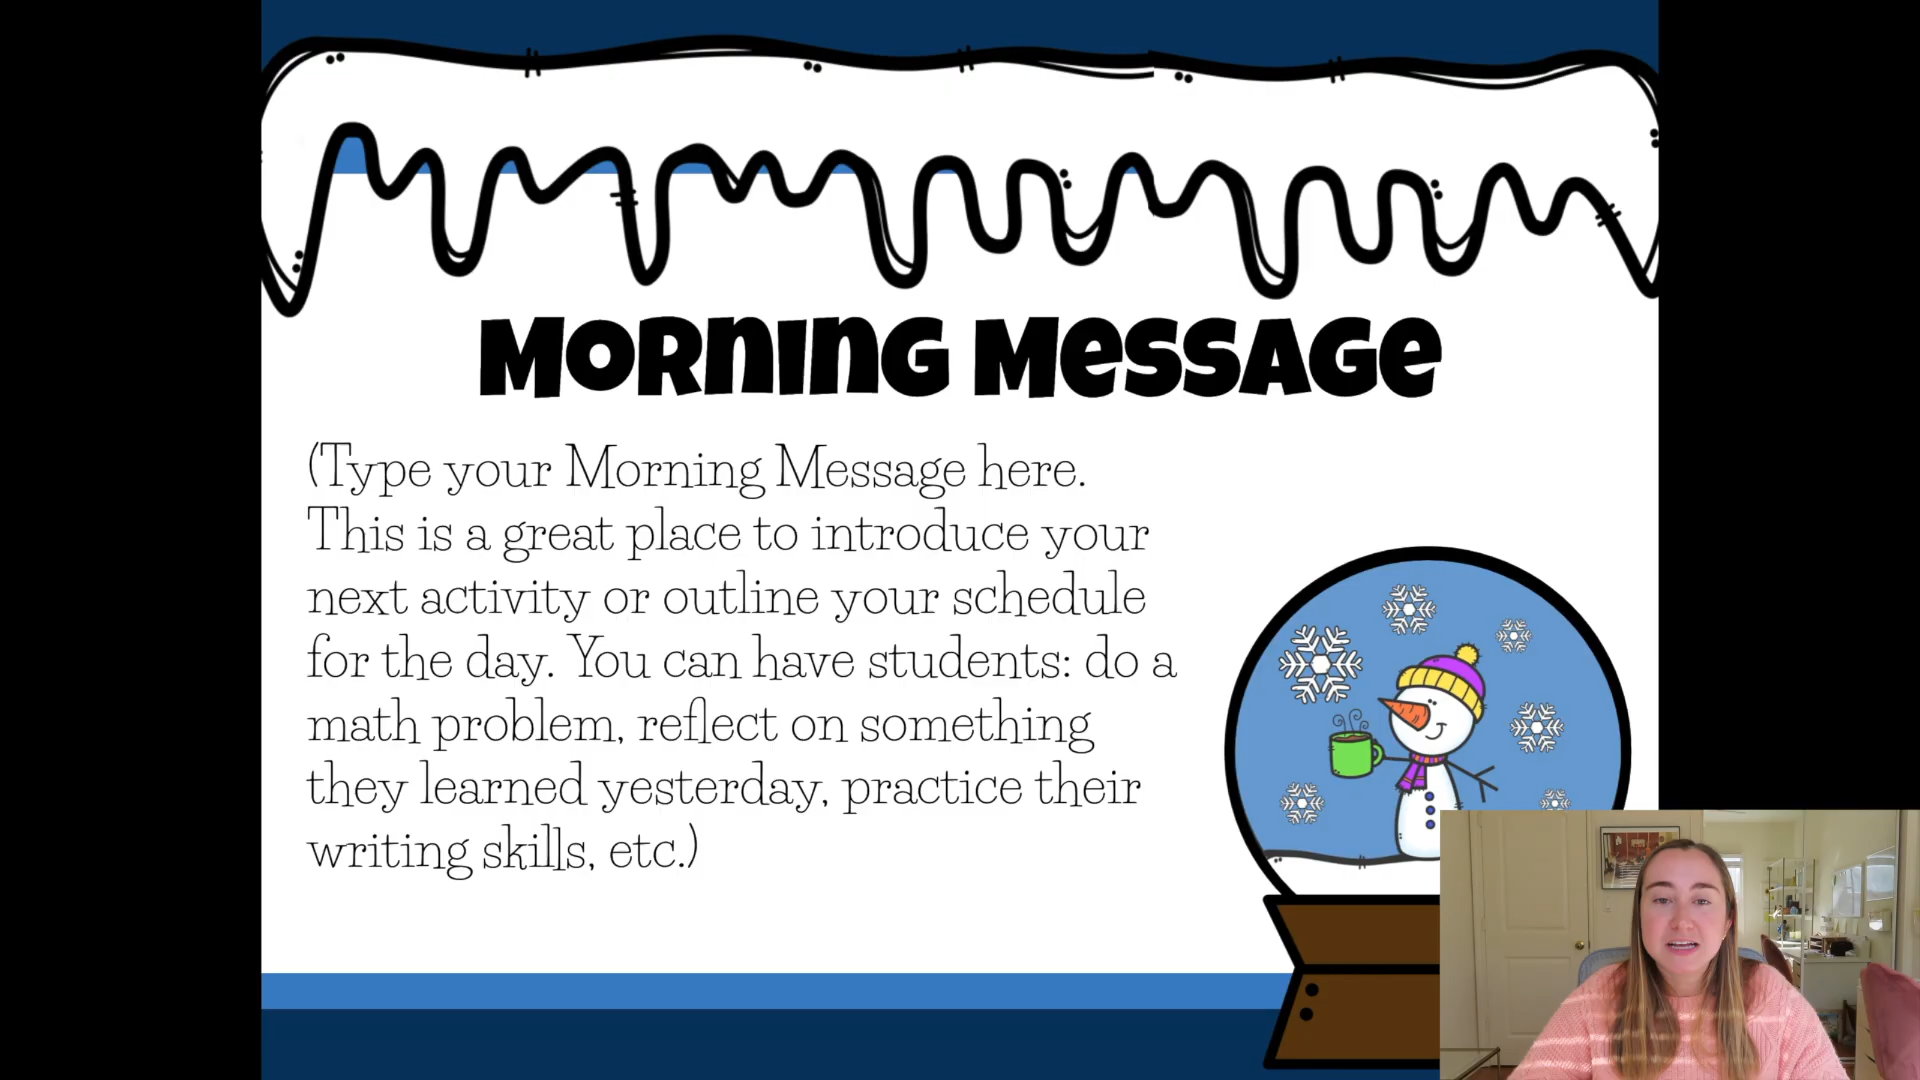 Morning Message
(Type your Morning Message here.
This is a great place to introduce your
next activity or outline your schedule
for the day. You can have students: do a
math problem, reflect on something
they learned yesterday, practice their
writing skills, etc.)